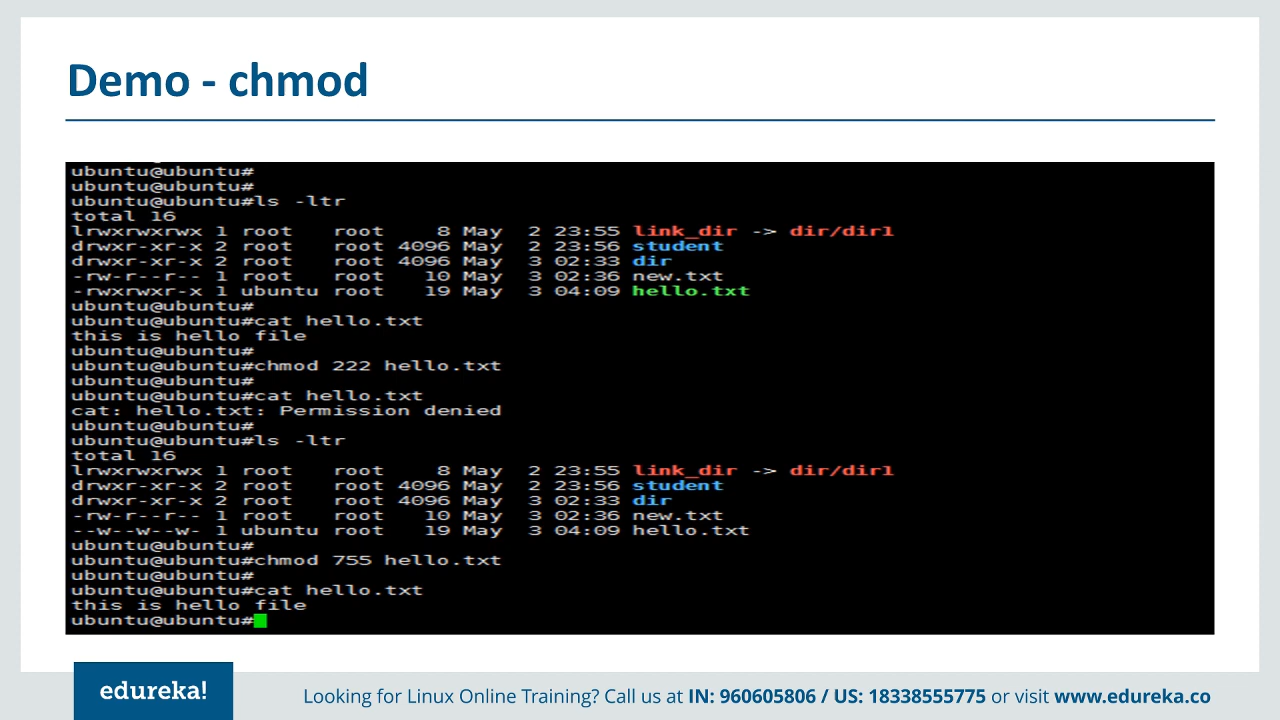 Demo - chmod
ubuntu@ubuntu#
ubuntu@ubuntu#
ubuntu@ubuntu#ls -ltr
total 16
lrwxrwxrwx 1 root   root    8 May  2 23:55 link_dir -> dir/dir1
drwxr-xr-x 2 root   root 4096 May  2 23:56 student
drwxr-xr-x 2 root   root 4096 May  3 02:33 dir
-rw-r--r-- 1 root   root   10 May  3 02:36 new.txt
-rwxrwxr-x 1 ubuntu root   19 May  3 04:09 hello.txt
ubuntu@ubuntu#
ubuntu@ubuntu#cat hello.txt
this is hello file
ubuntu@ubuntu#
ubuntu@ubuntu#chmod 222 hello.txt
ubuntu@ubuntu#
ubuntu@ubuntu#cat hello.txt
cat: hello.txt: Permission denied
ubuntu@ubuntu#
ubuntu@ubuntu#ls -ltr
total 16
lrwxrwxrwx 1 root   root    8 May  2 23:55 link_dir -> dir/dir1
drwxr-xr-x 2 root   root 4096 May  2 23:56 student
drwxr-xr-x 2 root   root 4096 May  3 02:33 dir
-rw-r--r-- 1 root   root   10 May  3 02:36 new.txt
--w--w--w- 1 ubuntu root   19 May  3 04:09 hello.txt
ubuntu@ubuntu#
ubuntu@ubuntu#chmod 755 hello.txt
ubuntu@ubuntu#
ubuntu@ubuntu#cat hello.txt
this is hello file
ubuntu@ubuntu#
edureka!
Looking for Linux Online Training? Call us at IN: 960605806 / US: 18338555775 or visit www.edureka.co